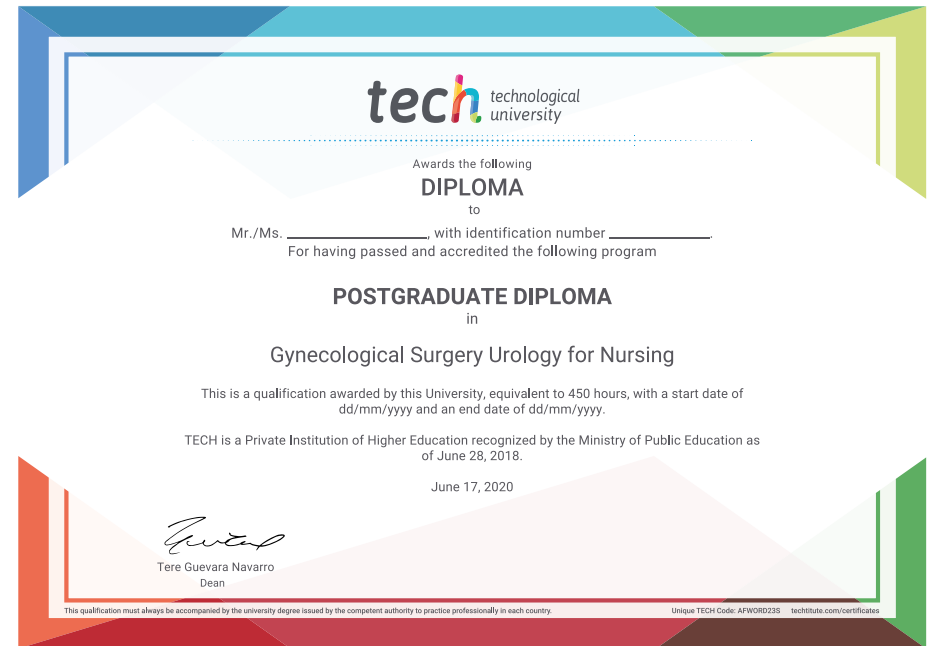 tech technological
university
Awards the following
DIPLOMA
to
Mr./Ms. ____________________, with identification number ______________.
For having passed and accredited the following program
POSTGRADUATE DIPLOMA
in
Gynecological Surgery Urology for Nursing
This is a qualification awarded by this University, equivalent to 450 hours, with a start date of
dd/mm/yyyy and an end date of dd/mm/yyyy.
TECH is a Private Institution of Higher Education recognized by the Ministry of Public Education as
of June 28, 2018.
June 17, 2020
Tere Guevara Navarro
Dean
This qualification must always be accompanied by the university degree issued by the competent authority to practice professionally in each country.
Unique TECH Code: AFWORD23S techtitute.com/certificates